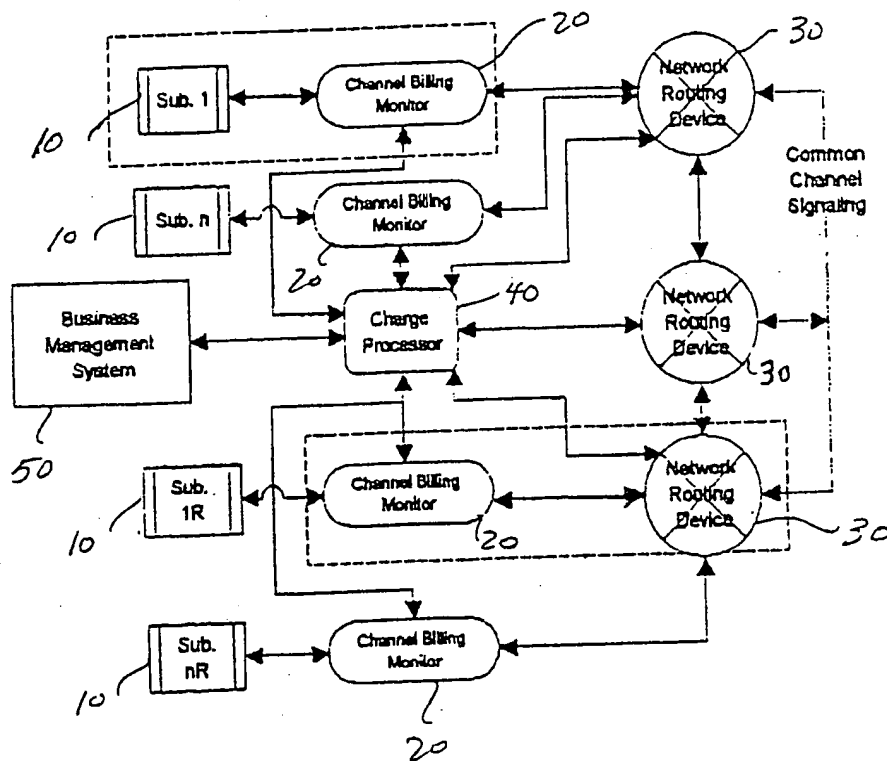 20
30
Sub. 1
Channel Billing
Monitor
Network
Routing
Device
10
Common
Channel
Signaling
Sub. n
Channel Billing
Monitor
10
20
40
Business
Management
System
Charge
Processor
Network
Routing
Device
30
50
Sub.
1R
Channel Billing
Monitor
Network
Routing
Device
10
20
30
Sub.
nR
Channel Billing
Monitor
10
20